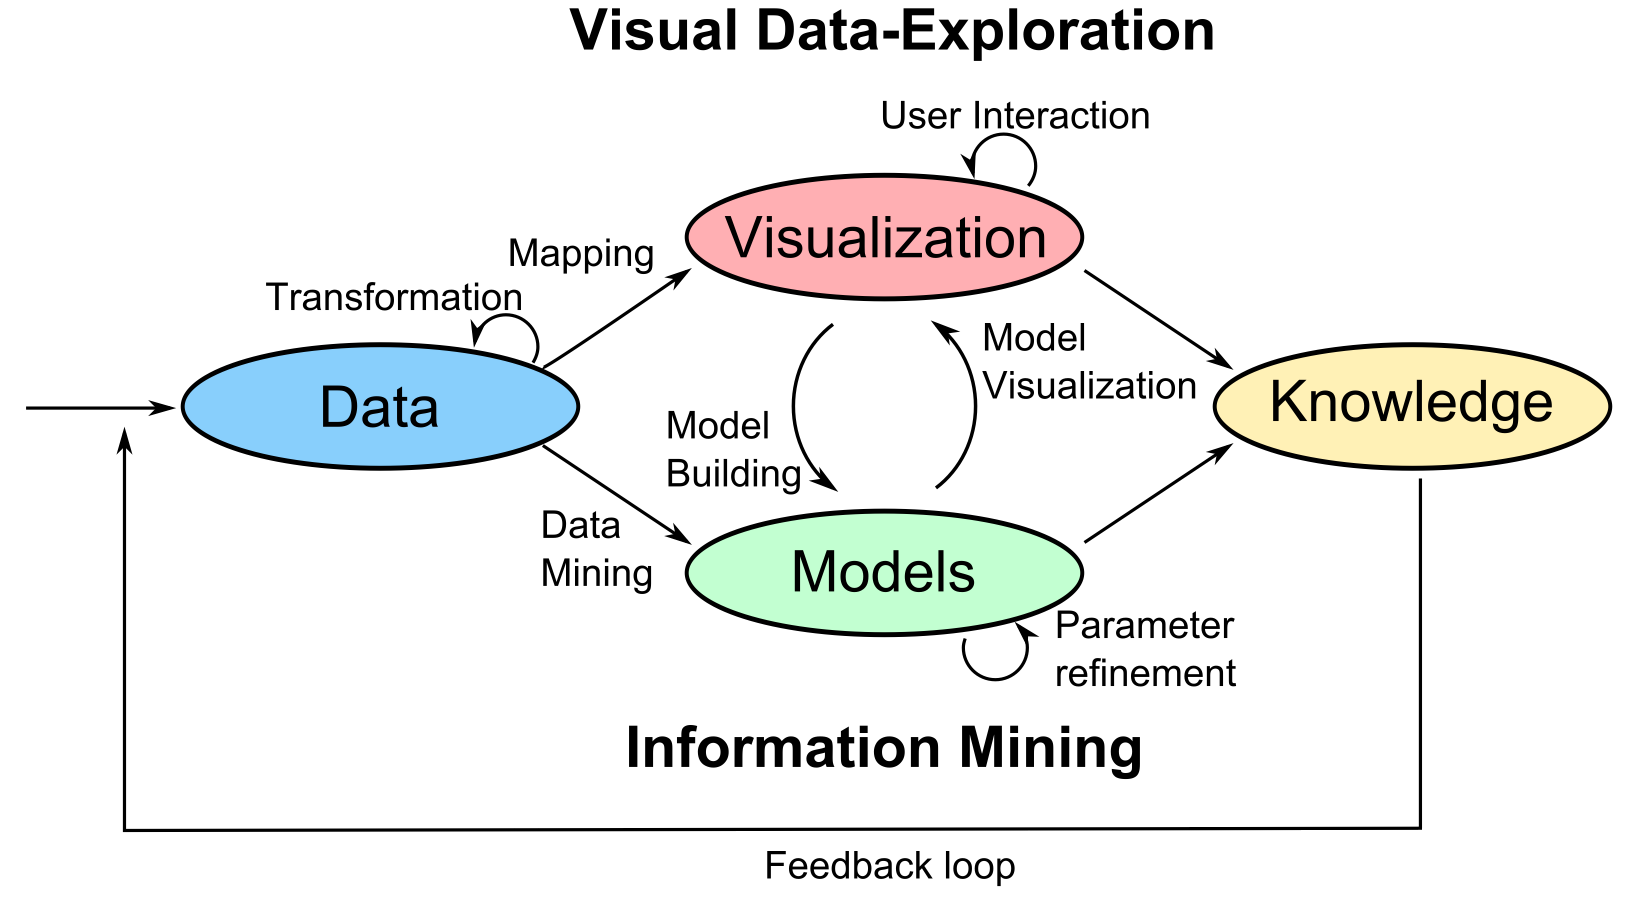 Visual Data-Exploration
User Interaction
Visualization
Mapping
Transformation
Model
Visualization
Data
Knowledge
Model
Building
Data
Mining
Models
Parameter
refinement
Information Mining
Feedback loop